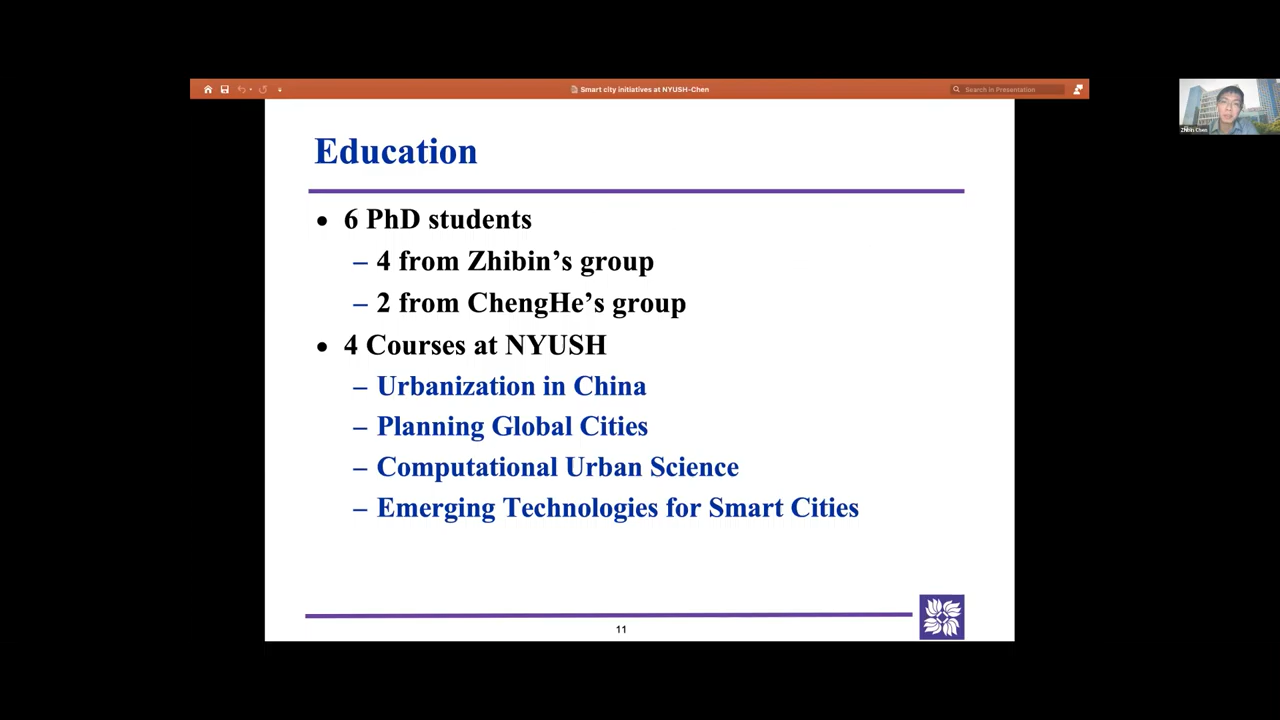 Smart city initiatives at NYUSH-Chen
Search in Presentation
Zhibin Chen
Education
• 6 PhD students
– 4 from Zhibin’s group
– 2 from ChengHe’s group
• 4 Courses at NYUSH
– Urbanization in China
– Planning Global Cities
– Computational Urban Science
– Emerging Technologies for Smart Cities
11